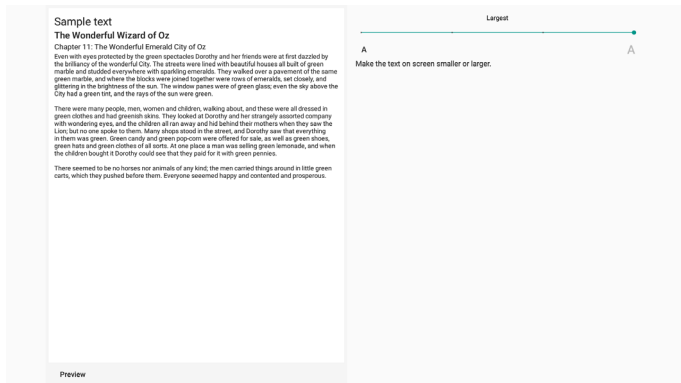 Sample text
The Wonderful Wizard of Oz
Chapter 11: The Wonderful Emerald City of Oz
Even with eyes protected by the green spectacles Dorothy and her friends were at first dazzled by
the brilliancy of the wonderful City. The streets were lined with beautiful houses all built of green
marble and studded everywhere with sparkling emeralds. They walked over a pavement of the same
green marble, and where the blocks were joined together were rows of emeralds, set closely, and
glittering in the brightness of the sun. The window panes were of green glass; even the sky above the
City had a green tint, and the rays of the sun were green.
There were many people, men, women and children, walking about, and these were all dressed in
green clothes and had greenish skins. They looked at Dorothy and her strangely assorted company
with wondering eyes, and the children all ran away and hid behind their mothers when they saw the
Lion; but no one spoke to them. Many shops stood in the street, and Dorothy saw that everything
in them was green. Green candy and green pop-corn were offered for sale, as well as green shoes,
green hats and green clothes of all sorts. At one place a man was selling green lemonade, and when
the children bought it Dorothy could see that they paid for it with green pennies.
There seemed to be no horses nor animals of any kind; the men carried things around in little green
carts, which they pushed before them. Everyone seeemed happy and contented and prosperous.
Preview
Largest
A A
Make the text on screen smaller or larger.